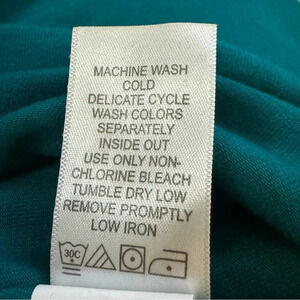 MACHINE WASH
COLD
DELICATE CYCLE
WASH COLORS
SEPARATELY
INSIDE OUT
USE ONLY NON-
CHLORINE BLEACH
TUMBLE DRY LOW
REMOVE PROMPTLY
LOW IRON
30C